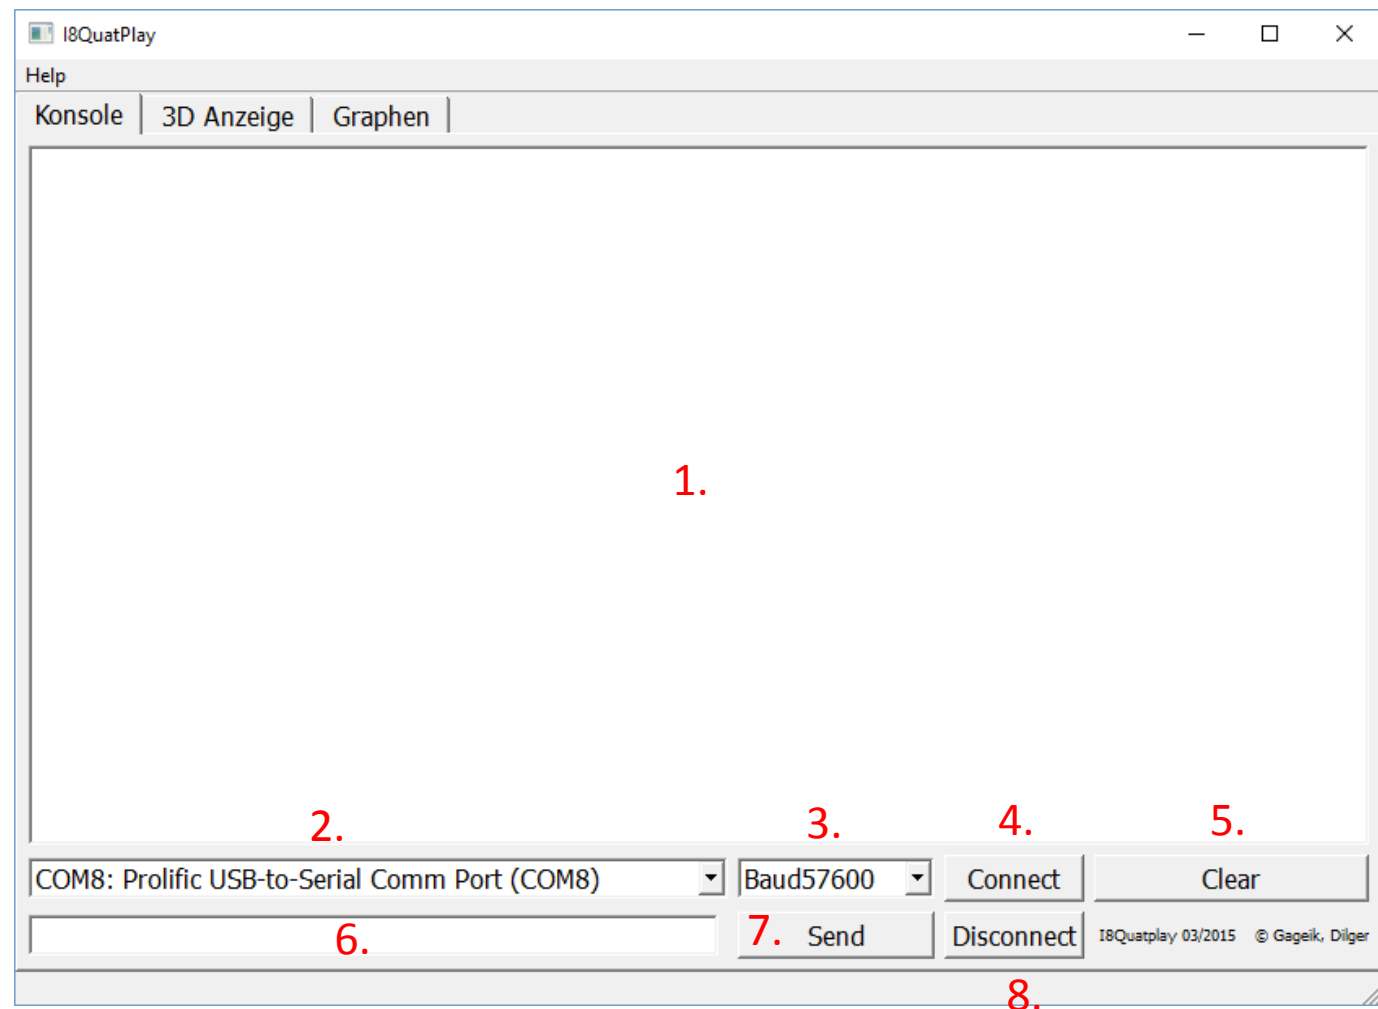 I8QuatPlay
Help
Konsole 3D Anzeige Graphen
1.
2. 3. 4. 5.
COM8: Prolific USB-to-Serial Comm Port (COM8) Baud57600 Connect Clear
6. 7. Send Disconnect I8Quatplay 03/2015 © Gageik, Dilger
8.